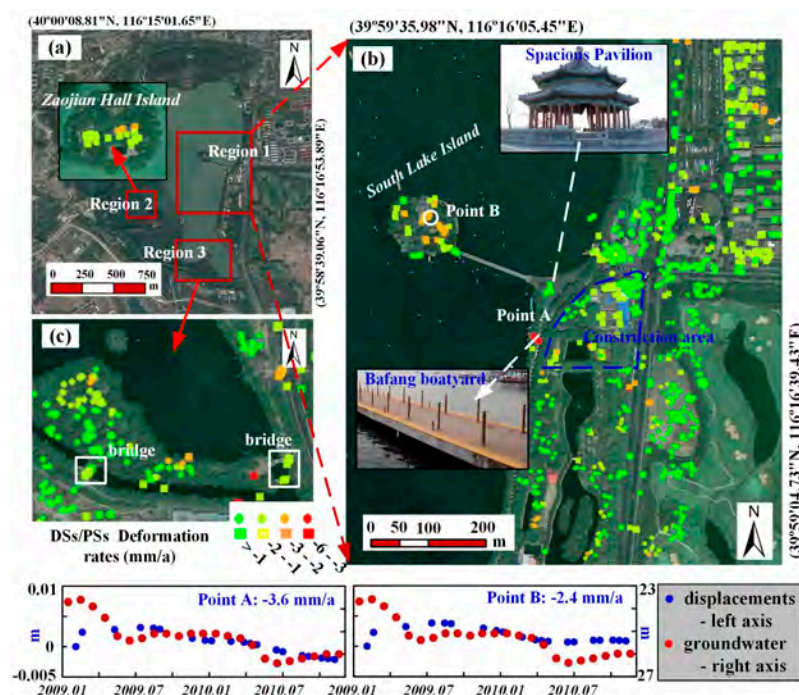 (40°00'08.81"N, 116°15'01.65"E)
(39°59'35.98"N, 116°16'05.45"E)
(a)
N
Zaojian Hall Island
Region 1
Region 2
Region 3
0 250 500 750
m
(39°58'39.06"N, 116°16'53.89"E)
(b)
Spacions Pavilion
South Lake Island
Point B
Point A
Construction area
Bafang boatyard
N
0 50 100 200
m
(39°59'04.73"N, 116°16'39.43"E)
(c)
N
bridge
bridge
DSs/PSs Deformation
rates (mm/a)
> -1
-2 - -1
-3 - -2
-6 - -3
0.01
0
-0.005
m
Point A: -3.6 mm/a
Point B: -2.4 mm/a
23
27
m
2009.01 2009.07 2010.01 2010.07 2009.01 2009.07 2010.01 2010.07
displacements
- left axis
groundwater
- right axis